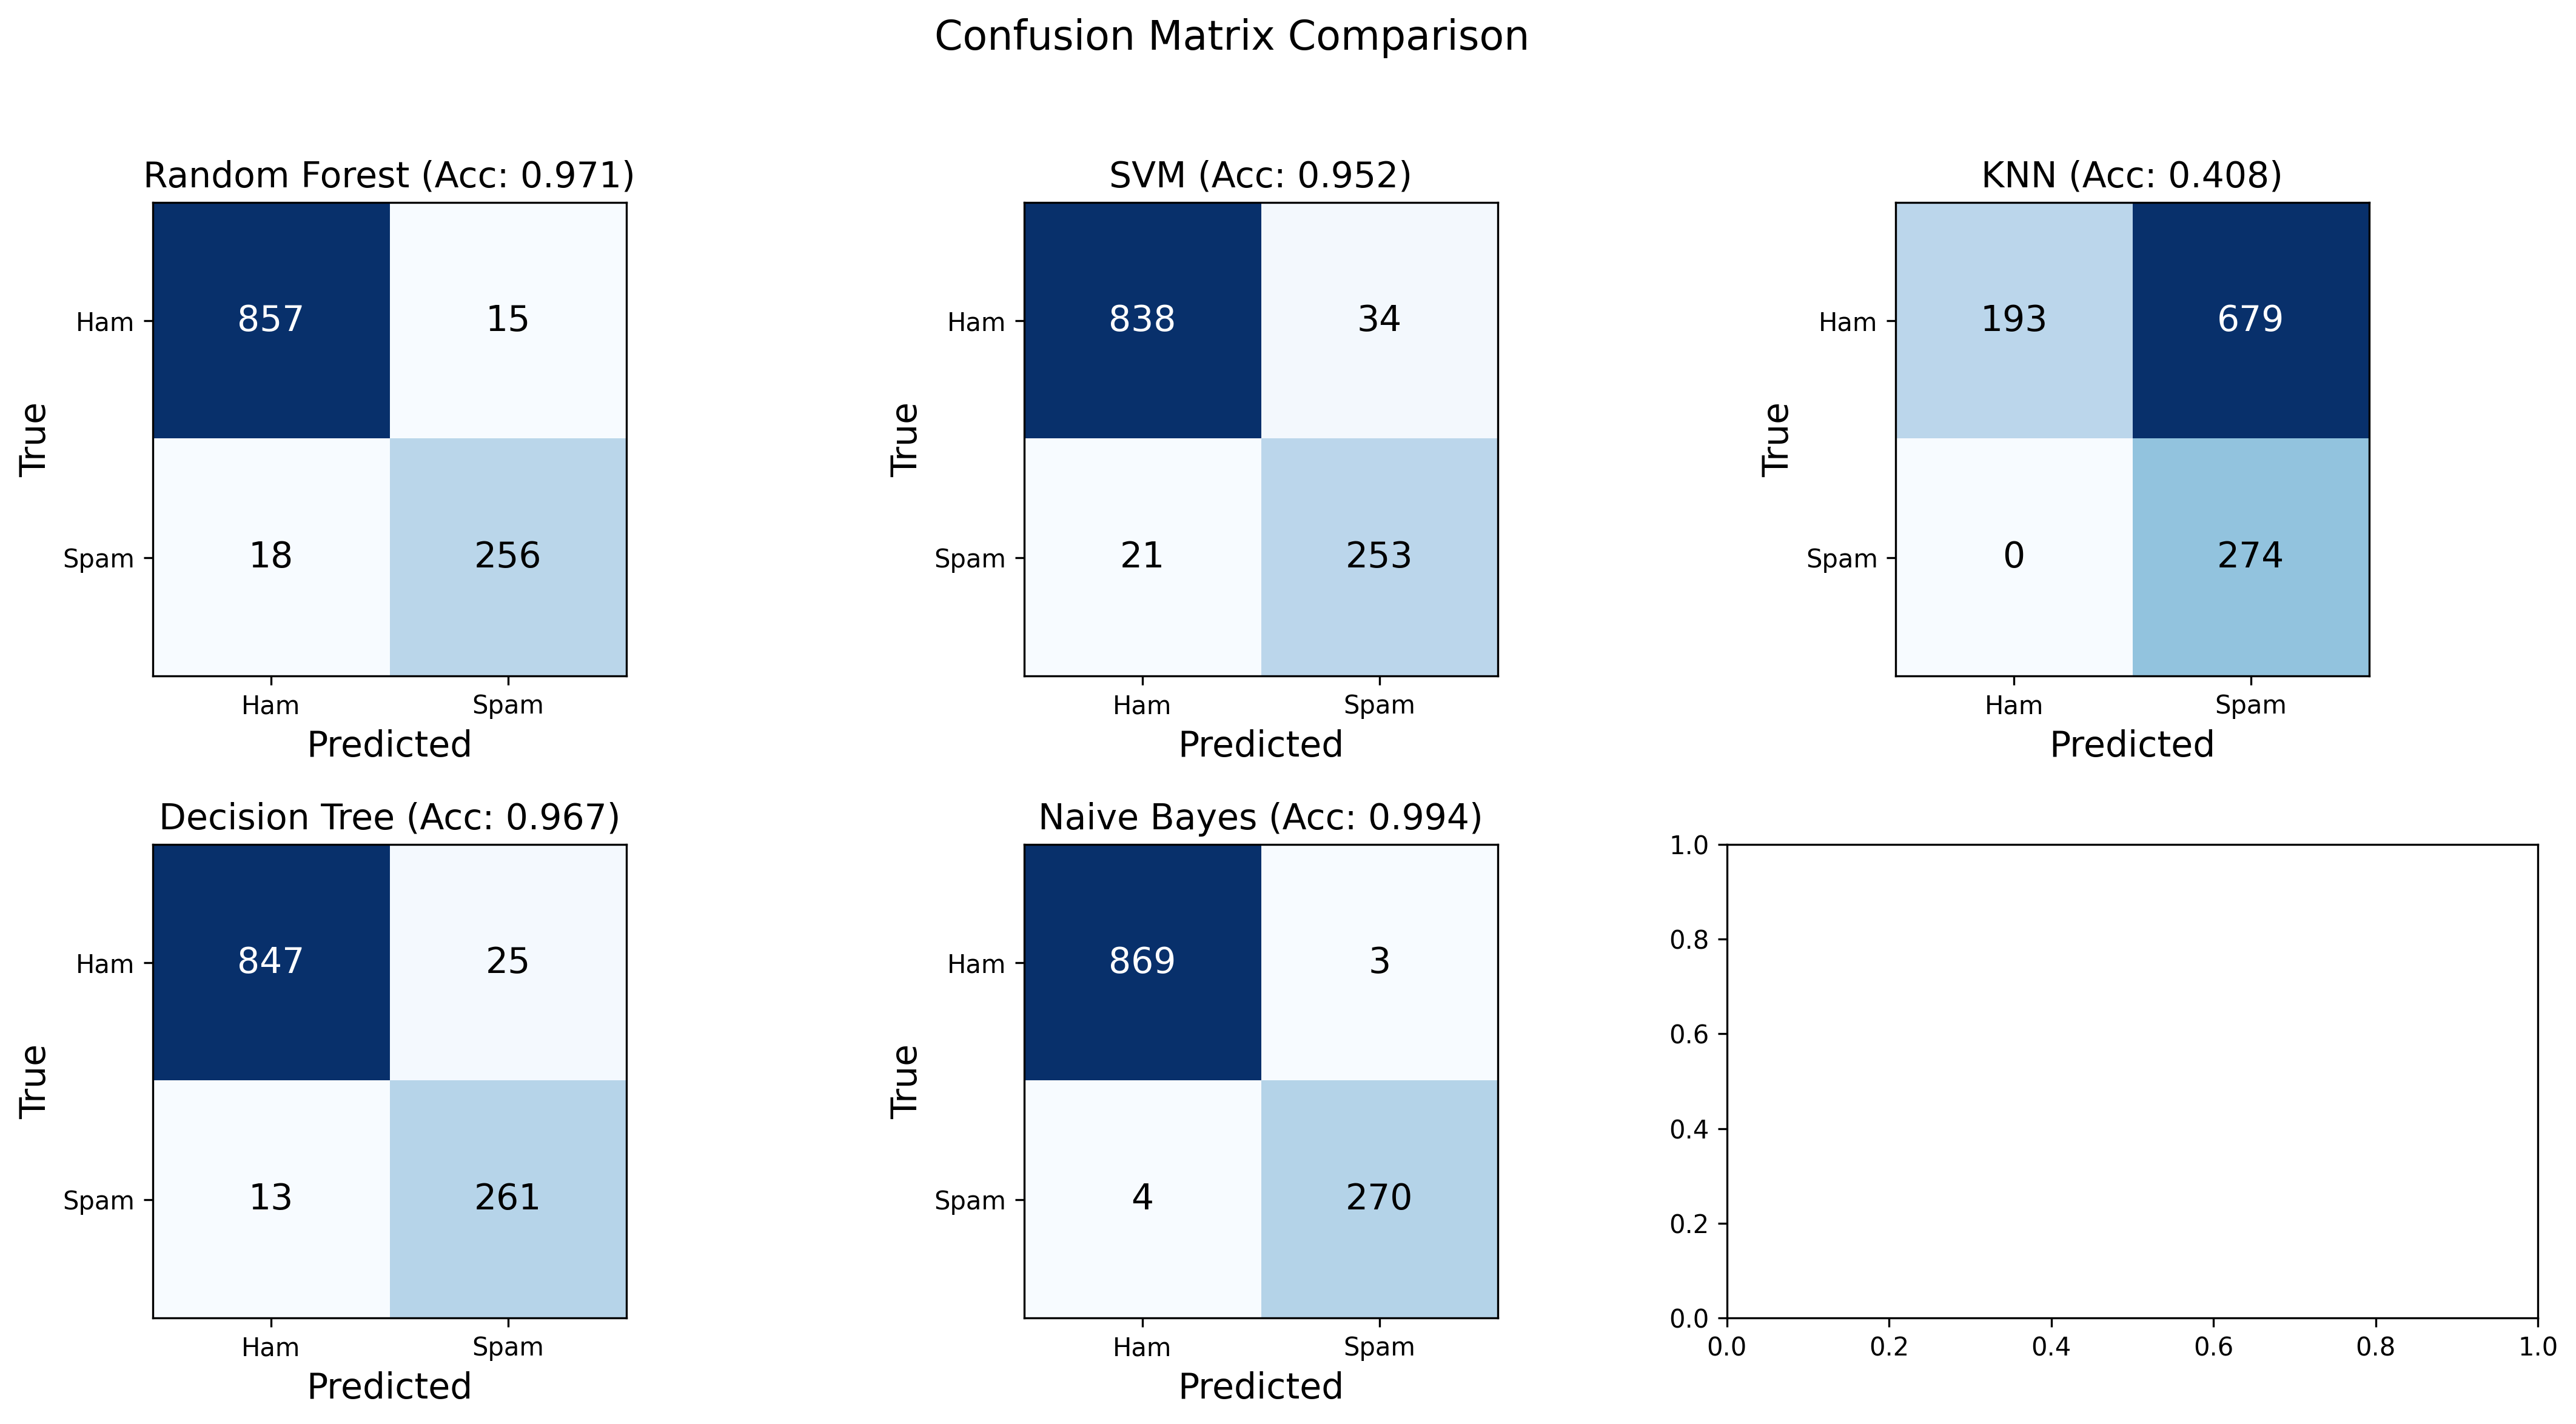 Confusion Matrix Comparison
Random Forest (Acc: 0.971)
True
Ham
857 15
Spam
18 256
Ham Spam
Predicted
SVM (Acc: 0.952)
True
Ham
838 34
Spam
21 253
Ham Spam
Predicted
KNN (Acc: 0.408)
True
Ham
193 679
Spam
0 274
Ham Spam
Predicted
Decision Tree (Acc: 0.967)
True
Ham
847 25
Spam
13 261
Ham Spam
Predicted
Naive Bayes (Acc: 0.994)
True
Ham
869 3
Spam
4 270
Ham Spam
Predicted
1.0
0.8
0.6
0.4
0.2
0.0
0.0 0.2 0.4 0.6 0.8 1.0